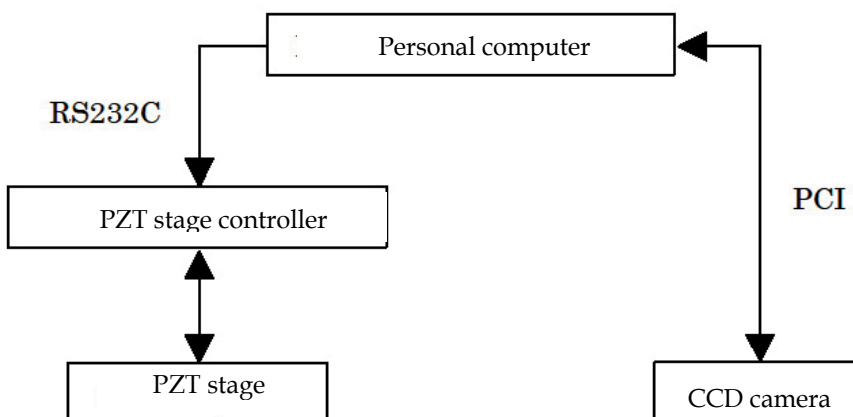 Personal computer
RS232C
PZT stage controller
PCI
PZT stage
CCD camera